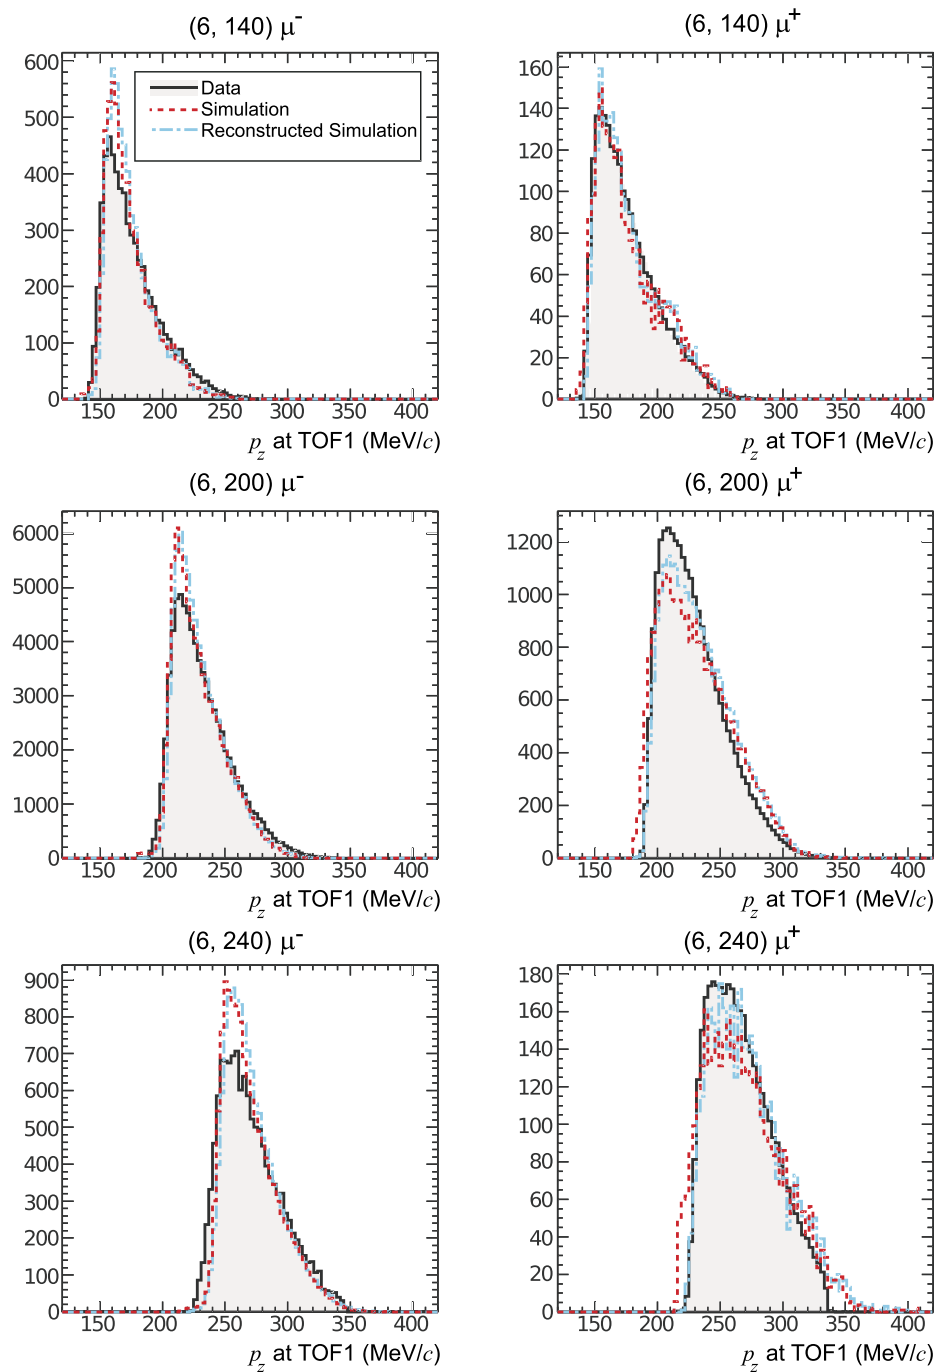 (6, 140) μ⁻
600
500
400
300
200
100
0
Data
Simulation
Reconstructed Simulation
150 200 250 300 350 400
p_z at TOF1 (MeV/c)
(6, 140) μ⁺
160
140
120
100
80
60
40
20
0
150 200 250 300 350 400
p_z at TOF1 (MeV/c)
(6, 200) μ⁻
6000
5000
4000
3000
2000
1000
0
150 200 250 300 350 400
p_z at TOF1 (MeV/c)
(6, 200) μ⁺
1200
1000
800
600
400
200
0
150 200 250 300 350 400
p_z at TOF1 (MeV/c)
(6, 240) μ⁻
900
800
700
600
500
400
300
200
100
0
150 200 250 300 350 400
p_z at TOF1 (MeV/c)
(6, 240) μ⁺
180
160
140
120
100
80
60
40
20
0
150 200 250 300 350 400
p_z at TOF1 (MeV/c)